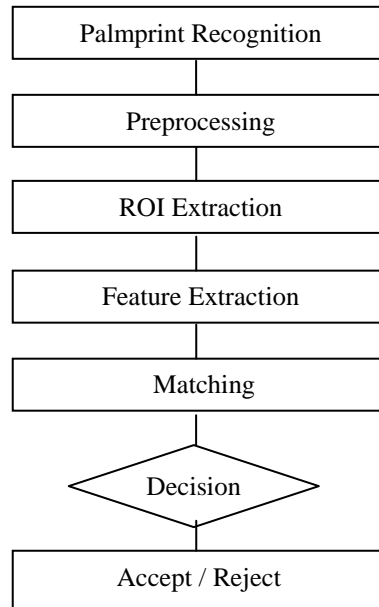 Palmprint Recognition
Preprocessing
ROI Extraction
Feature Extraction
Matching
Decision
Accept / Reject